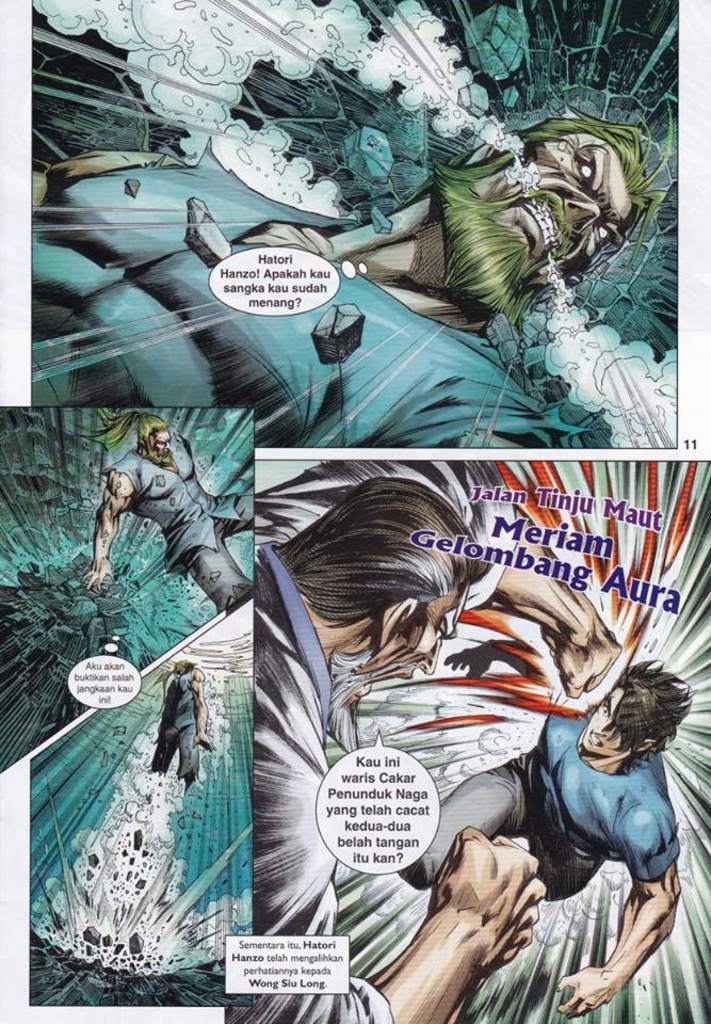 Hatori
Hanzo! Apakah kau
sangka kau sudah
menang?
11
Aku akan
buktikan salah
jangkaan kau
ini!
Jalan Tinju Maut
Meriam
Gelombang Aura
Kau ini
waris Cakar
Penunduk Naga
yang telah cacat
kedua-dua
belah tangan
itu kan?
Sementara itu, Hatori
Hanzo telah mengalihkan
perhatiannya kepada
Wong Siu Long.